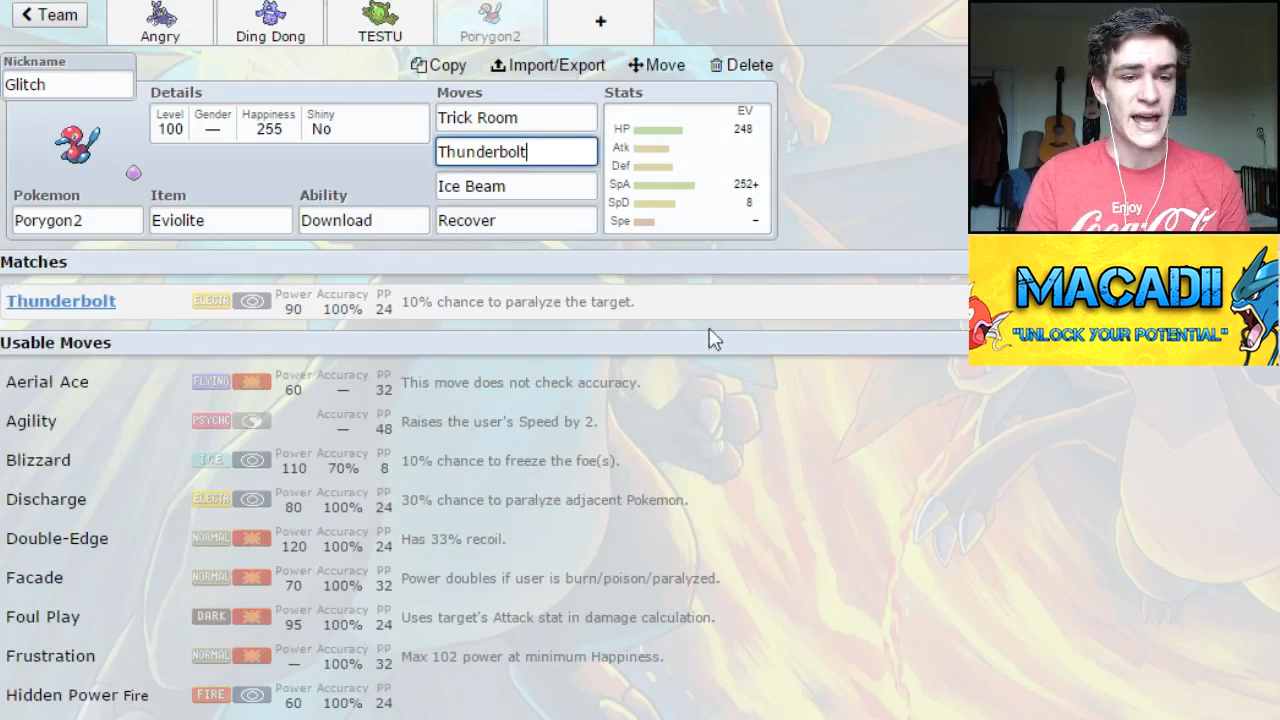 Team
Angry
Ding Dong
TESTU
Porygon2
+
Nickname
Glitch
Copy
Import/Export
Move
Delete
Details
Level
100
Gender
—
Happiness
255
Shiny
No
Pokemon
Porygon2
Item
Eviolite
Ability
Download
Moves
Trick Room
Thunderbolt
Ice Beam
Recover
Stats
EV
HP 248
Atk
Def
SpA 252+
SpD 8
Spe –
Enjoy
Coca-Cola
MACADII
"UNLOCK YOUR POTENTIAL"
Matches
Thunderbolt ELECTR Power 90 Accuracy 100% PP 24 10% chance to paralyze the target.
Usable Moves
Aerial Ace FLYING Power 60 Accuracy — PP 32 This move does not check accuracy.
Agility PSYCHC Accuracy — PP 48 Raises the user's Speed by 2.
Blizzard ICE Power 110 Accuracy 70% PP 8 10% chance to freeze the foe(s).
Discharge ELECTR Power 80 Accuracy 100% PP 24 30% chance to paralyze adjacent Pokemon.
Double-Edge NORMAL Power 120 Accuracy 100% PP 24 Has 33% recoil.
Facade NORMAL Power 70 Accuracy 100% PP 32 Power doubles if user is burn/poison/paralyzed.
Foul Play DARK Power 95 Accuracy 100% PP 24 Uses target's Attack stat in damage calculation.
Frustration NORMAL Power — Accuracy 100% PP 32 Max 102 power at minimum Happiness.
Hidden Power Fire FIRE Power 60 Accuracy 100% PP 24